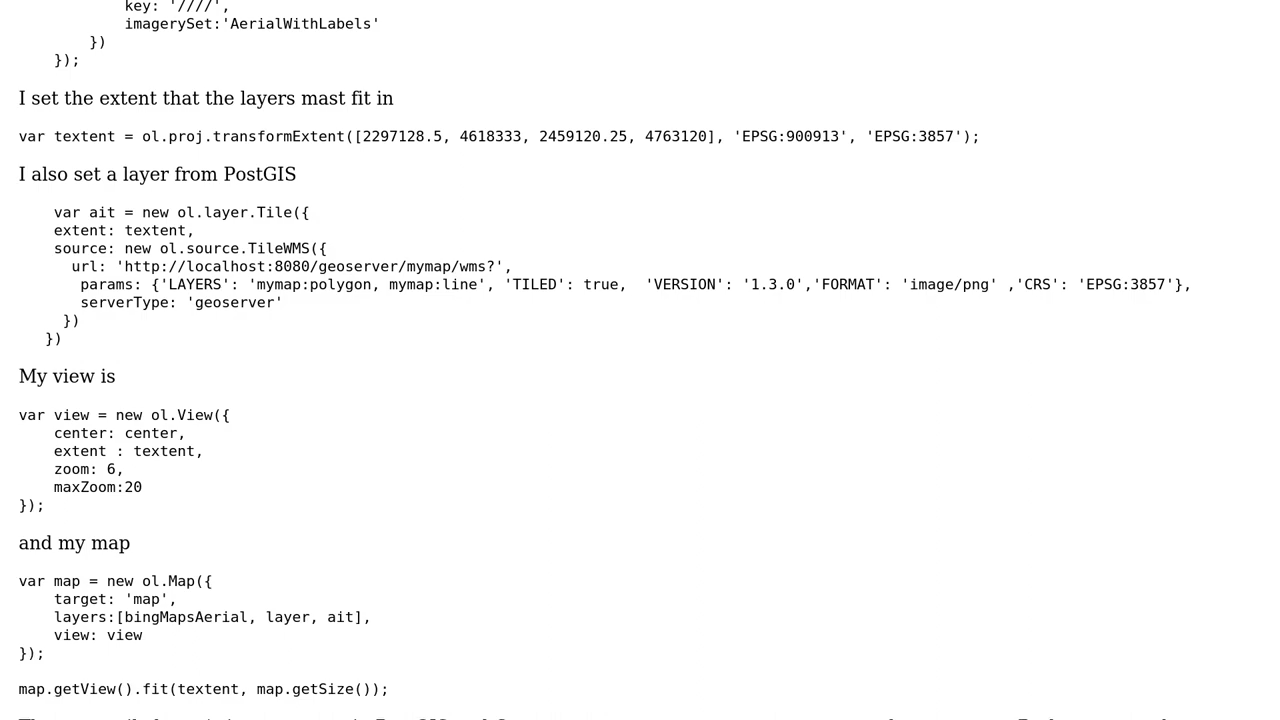 key: '////',
imagerySet:'AerialWithLabels'
})
});
I set the extent that the layers mast fit in
var textent = ol.proj.transformExtent([2297128.5, 4618333, 2459120.25, 4763120], 'EPSG:900913', 'EPSG:3857');
I also set a layer from PostGIS
var ait = new ol.layer.Tile({
extent: textent,
source: new ol.source.TileWMS({
url: 'http://localhost:8080/geoserver/mymap/wms?',
params: {'LAYERS': 'mymap:polygon, mymap:line', 'TILED': true,  'VERSION': '1.3.0','FORMAT': 'image/png' ,'CRS': 'EPSG:3857'},
serverType: 'geoserver'
})
})
My view is
var view = new ol.View({
center: center,
extent : textent,
zoom: 6,
maxZoom:20
});
and my map
var map = new ol.Map({
target: 'map',
layers:[bingMapsAerial, layer, ait],
view: view
});
map.getView().fit(textent, map.getSize());